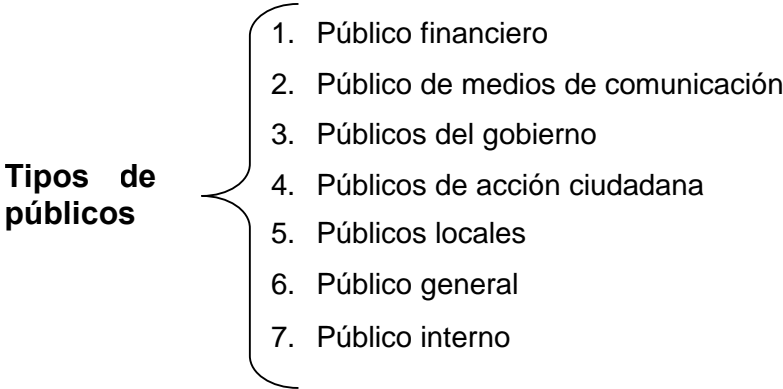 Tipos de
públicos
1. Público financiero
2. Público de medios de comunicación
3. Públicos del gobierno
4. Públicos de acción ciudadana
5. Públicos locales
6. Público general
7. Público interno